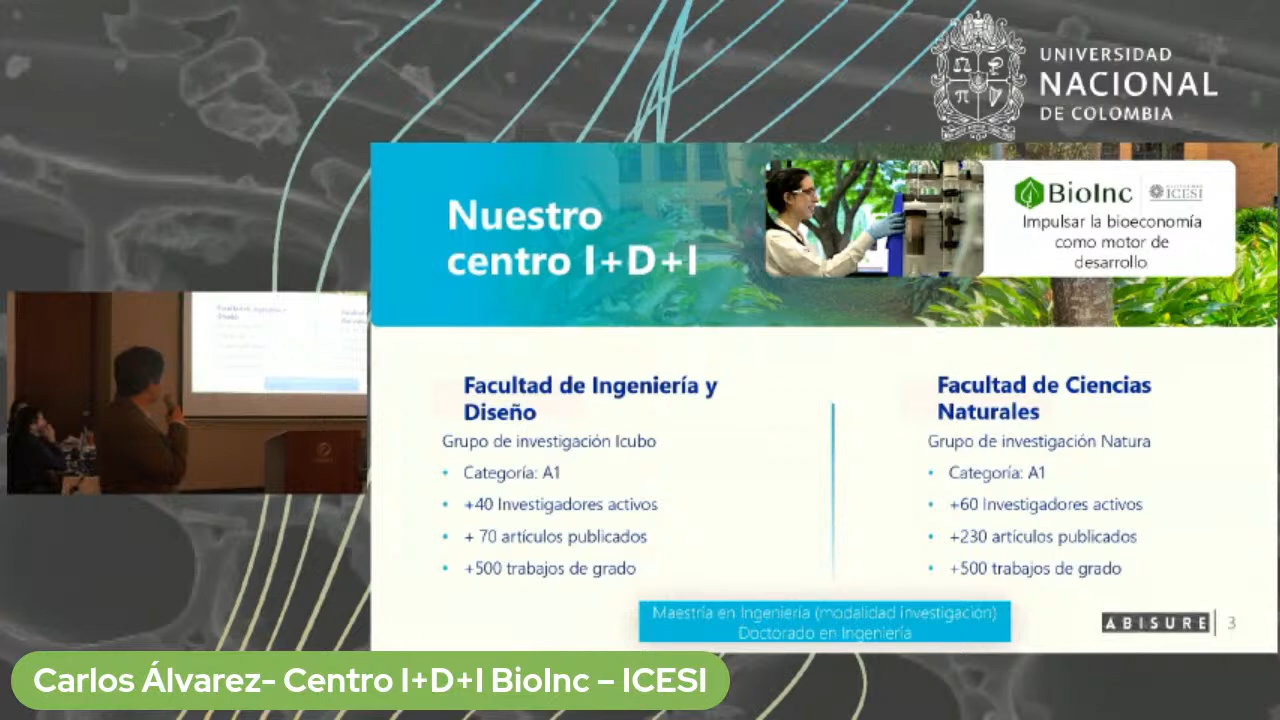 UNIVERSIDAD
NACIONAL
DE COLOMBIA
Nuestro
centro I+D+I
BioInc
ICESI
Impulsar la bioeconomía
como motor de
desarrollo
Facultad de Ingeniería y
Diseño
Grupo de investigación Icubo
• Categoría: A1
• +40 Investigadores activos
• + 70 artículos publicados
• +500 trabajos de grado
Facultad de Ciencias
Naturales
Grupo de investigación Natura
• Categoría: A1
• +60 Investigadores activos
• +230 artículos publicados
• +500 trabajos de grado
Maestría en Ingeniería (modalidad investigación)
Doctorado en Ingeniería
ABISURE
3
Carlos Álvarez- Centro I+D+I BioInc – ICESI